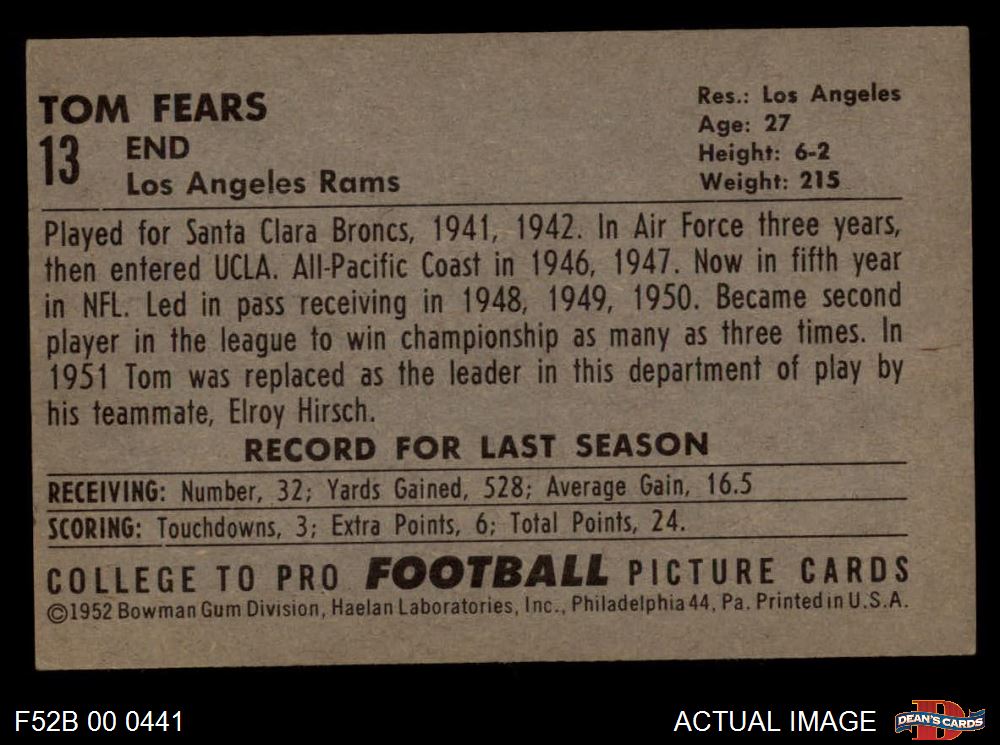 TOM FEARS
13 END
Los Angeles Rams
Res.: Los Angeles
Age: 27
Height: 6-2
Weight: 215
Played for Santa Clara Broncs, 1941, 1942. In Air Force three years,
then entered UCLA. All-Pacific Coast in 1946, 1947. Now in fifth year
in NFL. Led in pass receiving in 1948, 1949, 1950. Became second
player in the league to win championship as many as three times. In
1951 Tom was replaced as the leader in this department of play by
his teammate, Elroy Hirsch.
RECORD FOR LAST SEASON
RECEIVING: Number, 32; Yards Gained, 528; Average Gain, 16.5
SCORING: Touchdowns, 3; Extra Points, 6; Total Points, 24.
COLLEGE TO PRO FOOTBALL PICTURE CARDS
©1952 Bowman Gum Division, Haelan Laboratories, Inc., Philadelphia 44, Pa. Printed in U.S.A.
F52B 00 0441
ACTUAL IMAGE
D
DEAN'S CARDS